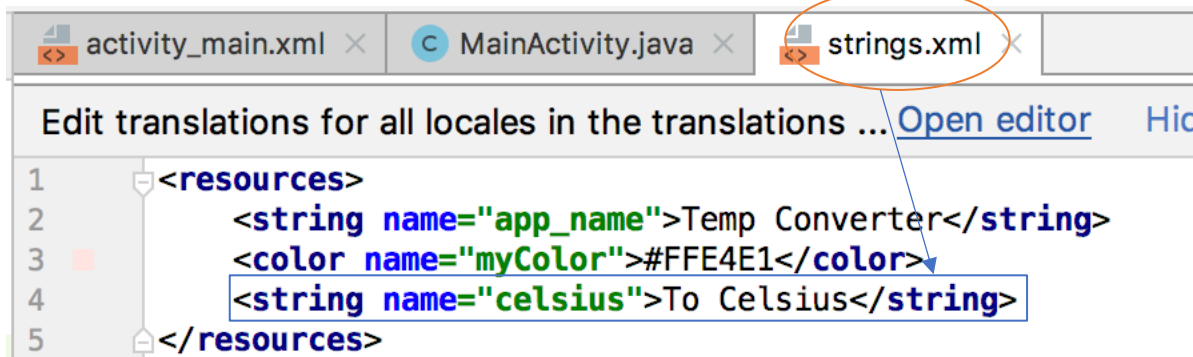 activity_main.xml × C MainActivity.java × strings.xml ×
Edit translations for all locales in the translations ... Open editor
1 <resources>
2 <string name="app_name">Temp Converter</string>
3 <color name="myColor">#FFE4E1</color>
4 <string name="celsius">To Celsius</string>
5 </resources>